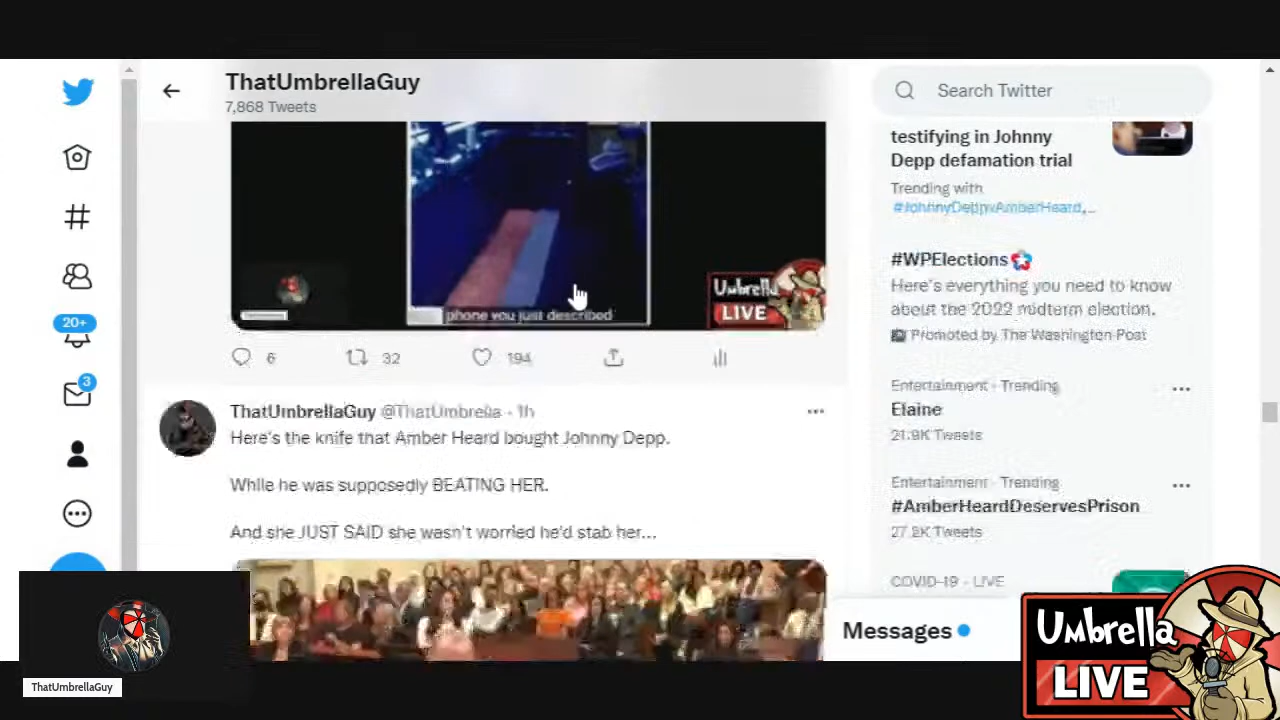 ThatUmbrellaGuy
7,868 Tweets
Search Twitter
testifying in Johnny
Depp defamation trial
Trending with
#JohnnyDeppvAmberHeard,...
#WPElections
Here's everything you need to know
about the 2022 midterm election.
Promoted by The Washington Post
Entertainment · Trending
Elaine
21.9K Tweets
Entertainment · Trending
#AmberHeardDeservesPrison
27.2K Tweets
COVID-19 · LIVE
Messages
20+
3
phone you just described
Umbrella
LIVE
6
32
194
ThatUmbrellaGuy @ThatUmbrella · 1h
Here's the knife that Amber Heard bought Johnny Depp.
While he was supposedly BEATING HER.
And she JUST SAID she wasn't worried he'd stab her...
ThatUmbrellaGuy
Umbrella
LIVE